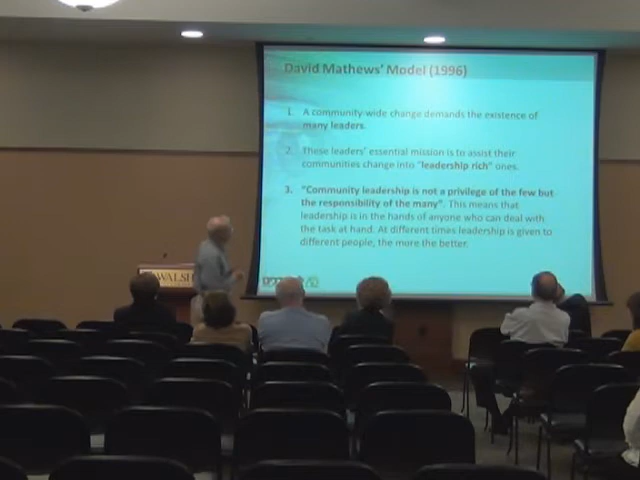 David Mathews' Model (1996)
1. A community-wide change demands the existence of
many leaders.
2. These leaders' essential mission is to assist their
communities change into "leadership rich" ones.
3. "Community leadership is not a privilege of the few but
the responsibility of the many". This means that
leadership is in the hands of anyone who can deal with
the task at hand. At different times leadership is given to
different people, the more the better.
WALSH